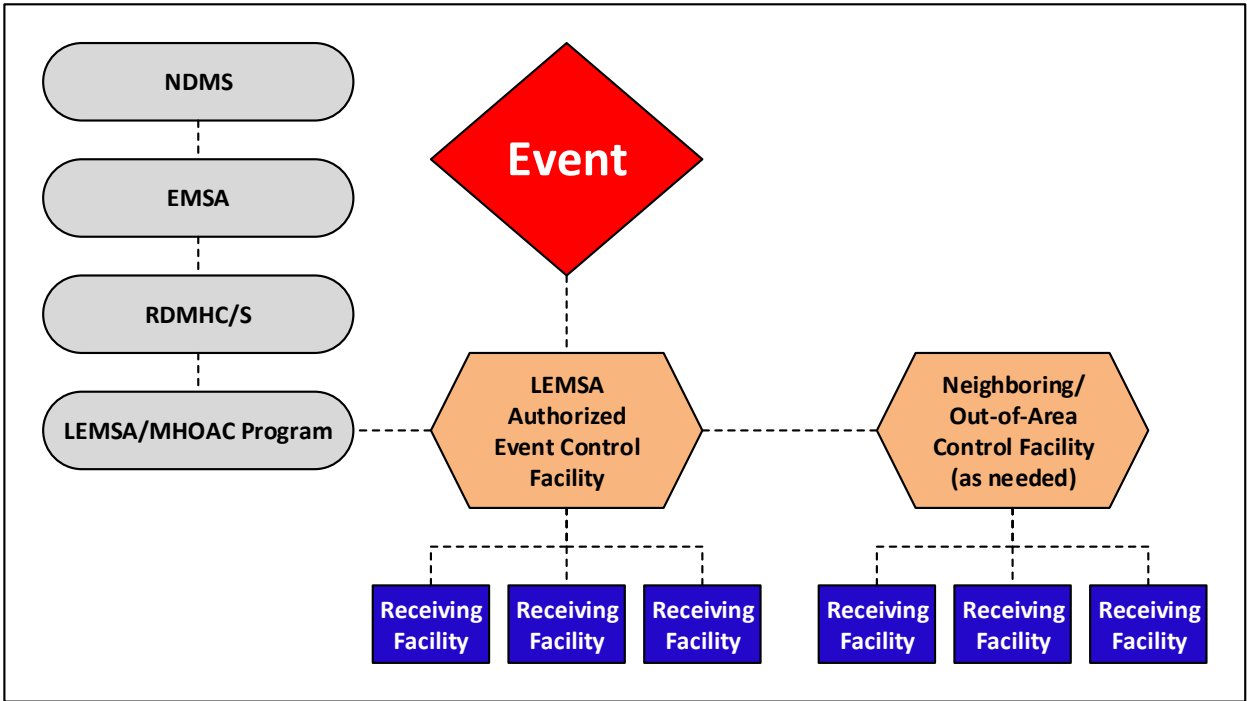 NDMS
EMSA
RDMHC/S
LEMSA/MHOAC Program
Event
LEMSA
Authorized
Event Control
Facility
Neighboring/
Out-of-Area
Control Facility
(as needed)
Receiving
Facility
Receiving
Facility
Receiving
Facility
Receiving
Facility
Receiving
Facility
Receiving
Facility